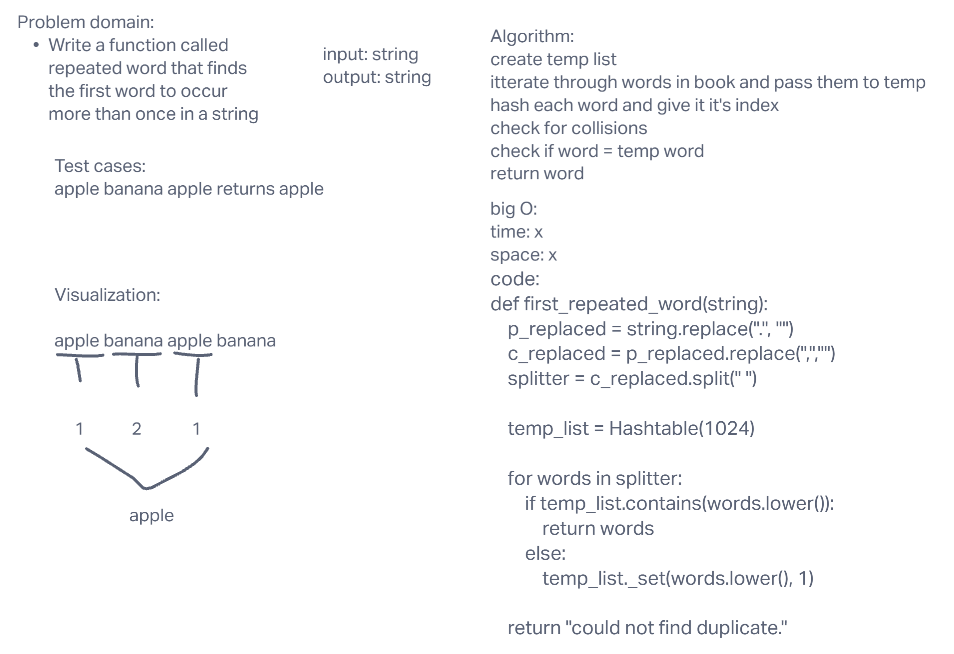 Problem domain:
• Write a function called
repeated word that finds
the first word to occur
more than once in a string
input: string
output: string
Test cases:
apple banana apple returns apple
Visualization:
apple banana apple banana
1 2 1
apple
Algorithm:
create temp list
itterate through words in book and pass them to temp
hash each word and give it it's index
check for collisions
check if word = temp word
return word
big O:
time: x
space: x
code:
def first_repeated_word(string):
p_replaced = string.replace(".", "")
c_replaced = p_replaced.replace(",","")
splitter = c_replaced.split(" ")
temp_list = Hashtable(1024)
for words in splitter:
if temp_list.contains(words.lower()):
return words
else:
temp_list._set(words.lower(), 1)
return "could not find duplicate."